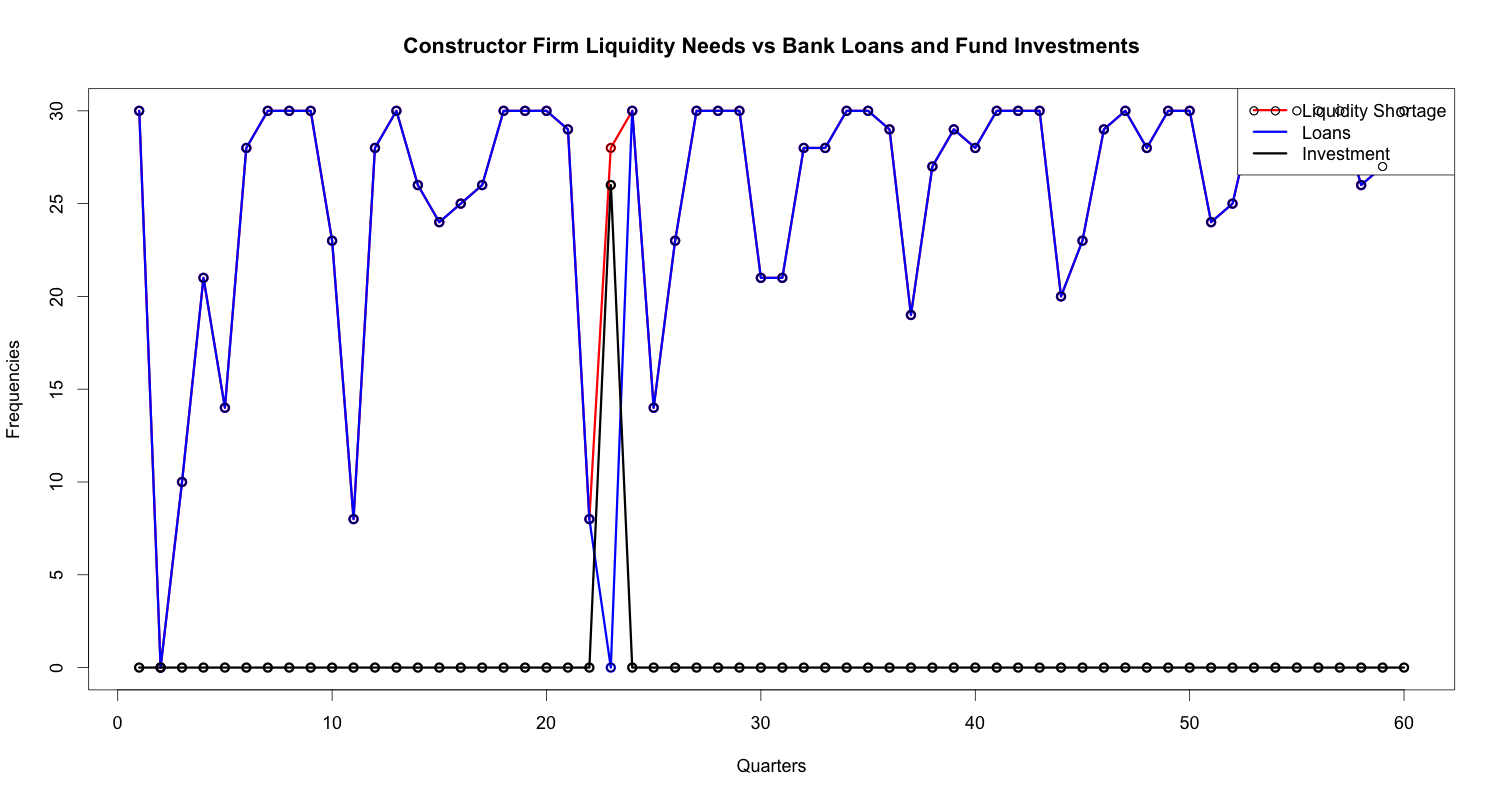 Constructor Firm Liquidity Needs vs Bank Loans and Fund Investments
Liquidity Shortage
Loans
Investment
30
25
20
15
10
5
0
Frequencies
0 10 20 30 40 50 60
Quarters